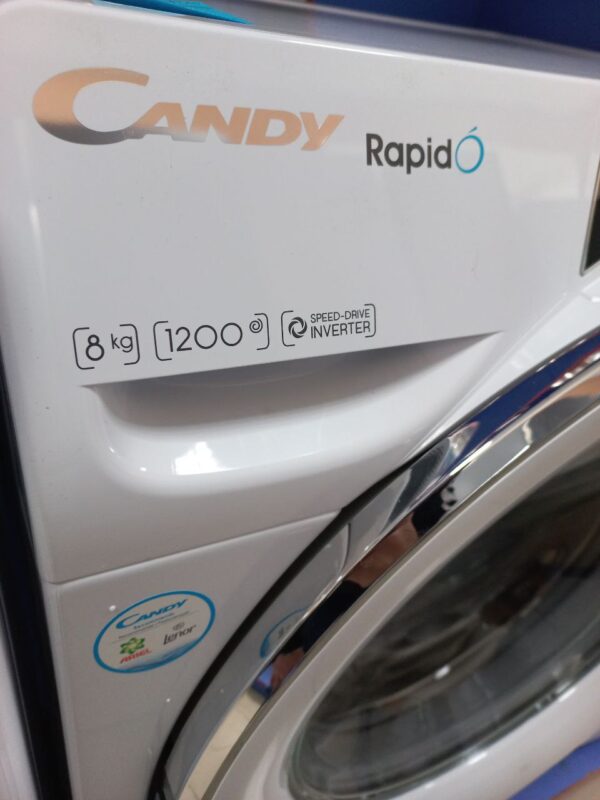 CANDY
RapidÓ
8 kg 1200 SPEED-DRIVE INVERTER
CANDY
ARIEL Lenor